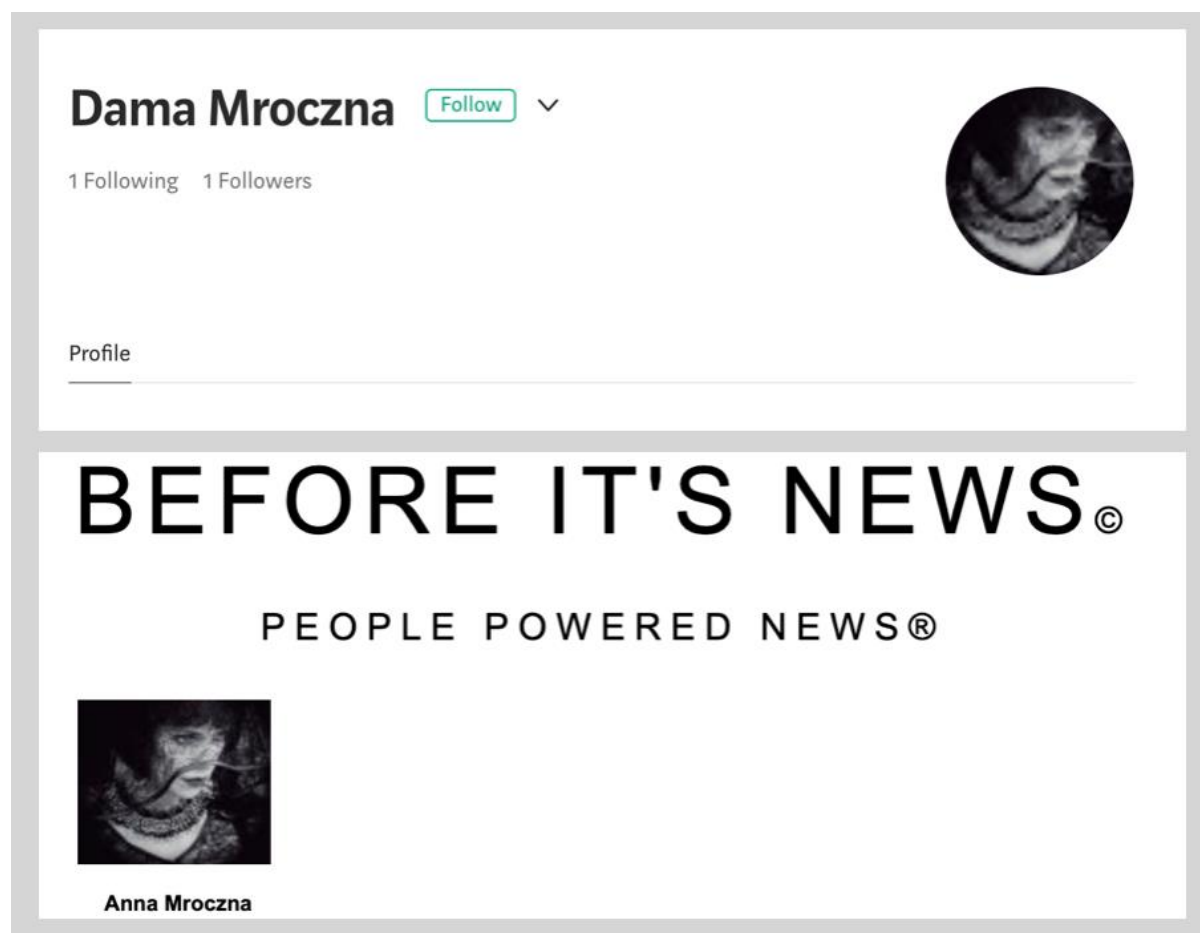 Dama Mroczna Follow
1 Following 1 Followers
Profile
BEFORE IT'S NEWS©
PEOPLE POWERED NEWS®
Anna Mroczna